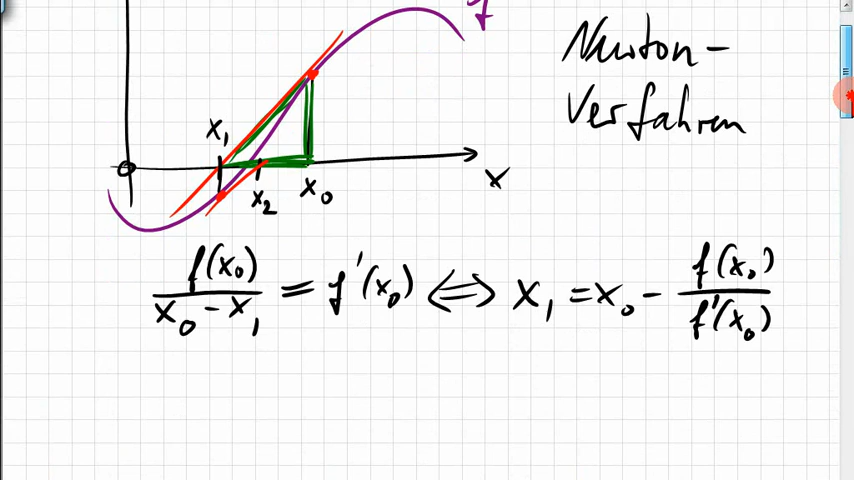 f
Newton-
Verfahren
x₁
x₂
x₀
x
f(x₀)/(x₀ - x₁) = f'(x₀) ⟺ x₁ = x₀ - f(x₀)/f'(x₀)